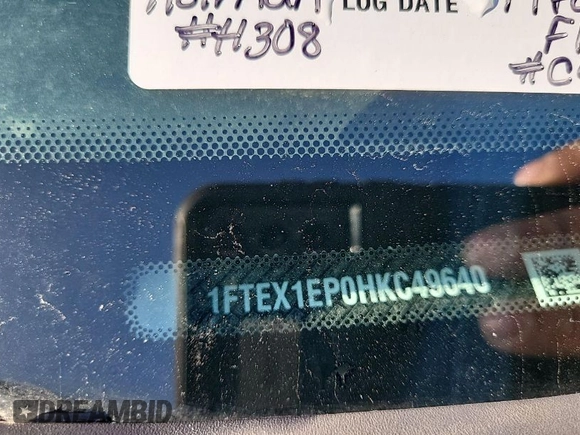 LOG DATE
#H308
1FTEX1EP0HKC49640
DREAMBID